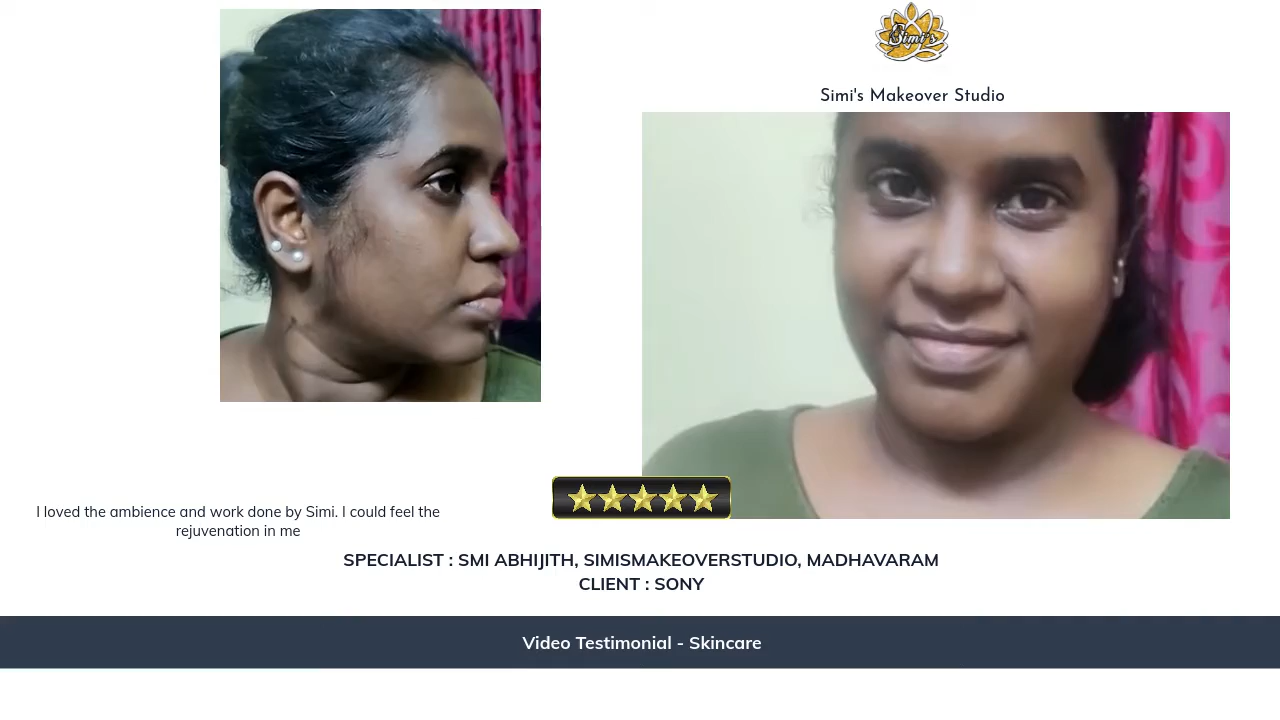 Simi's
Simi's Makeover Studio
I loved the ambience and work done by Simi. I could feel the
rejuvenation in me
SPECIALIST : SMI ABHIJITH, SIMISMAKEOVERSTUDIO, MADHAVARAM
CLIENT : SONY
Video Testimonial - Skincare